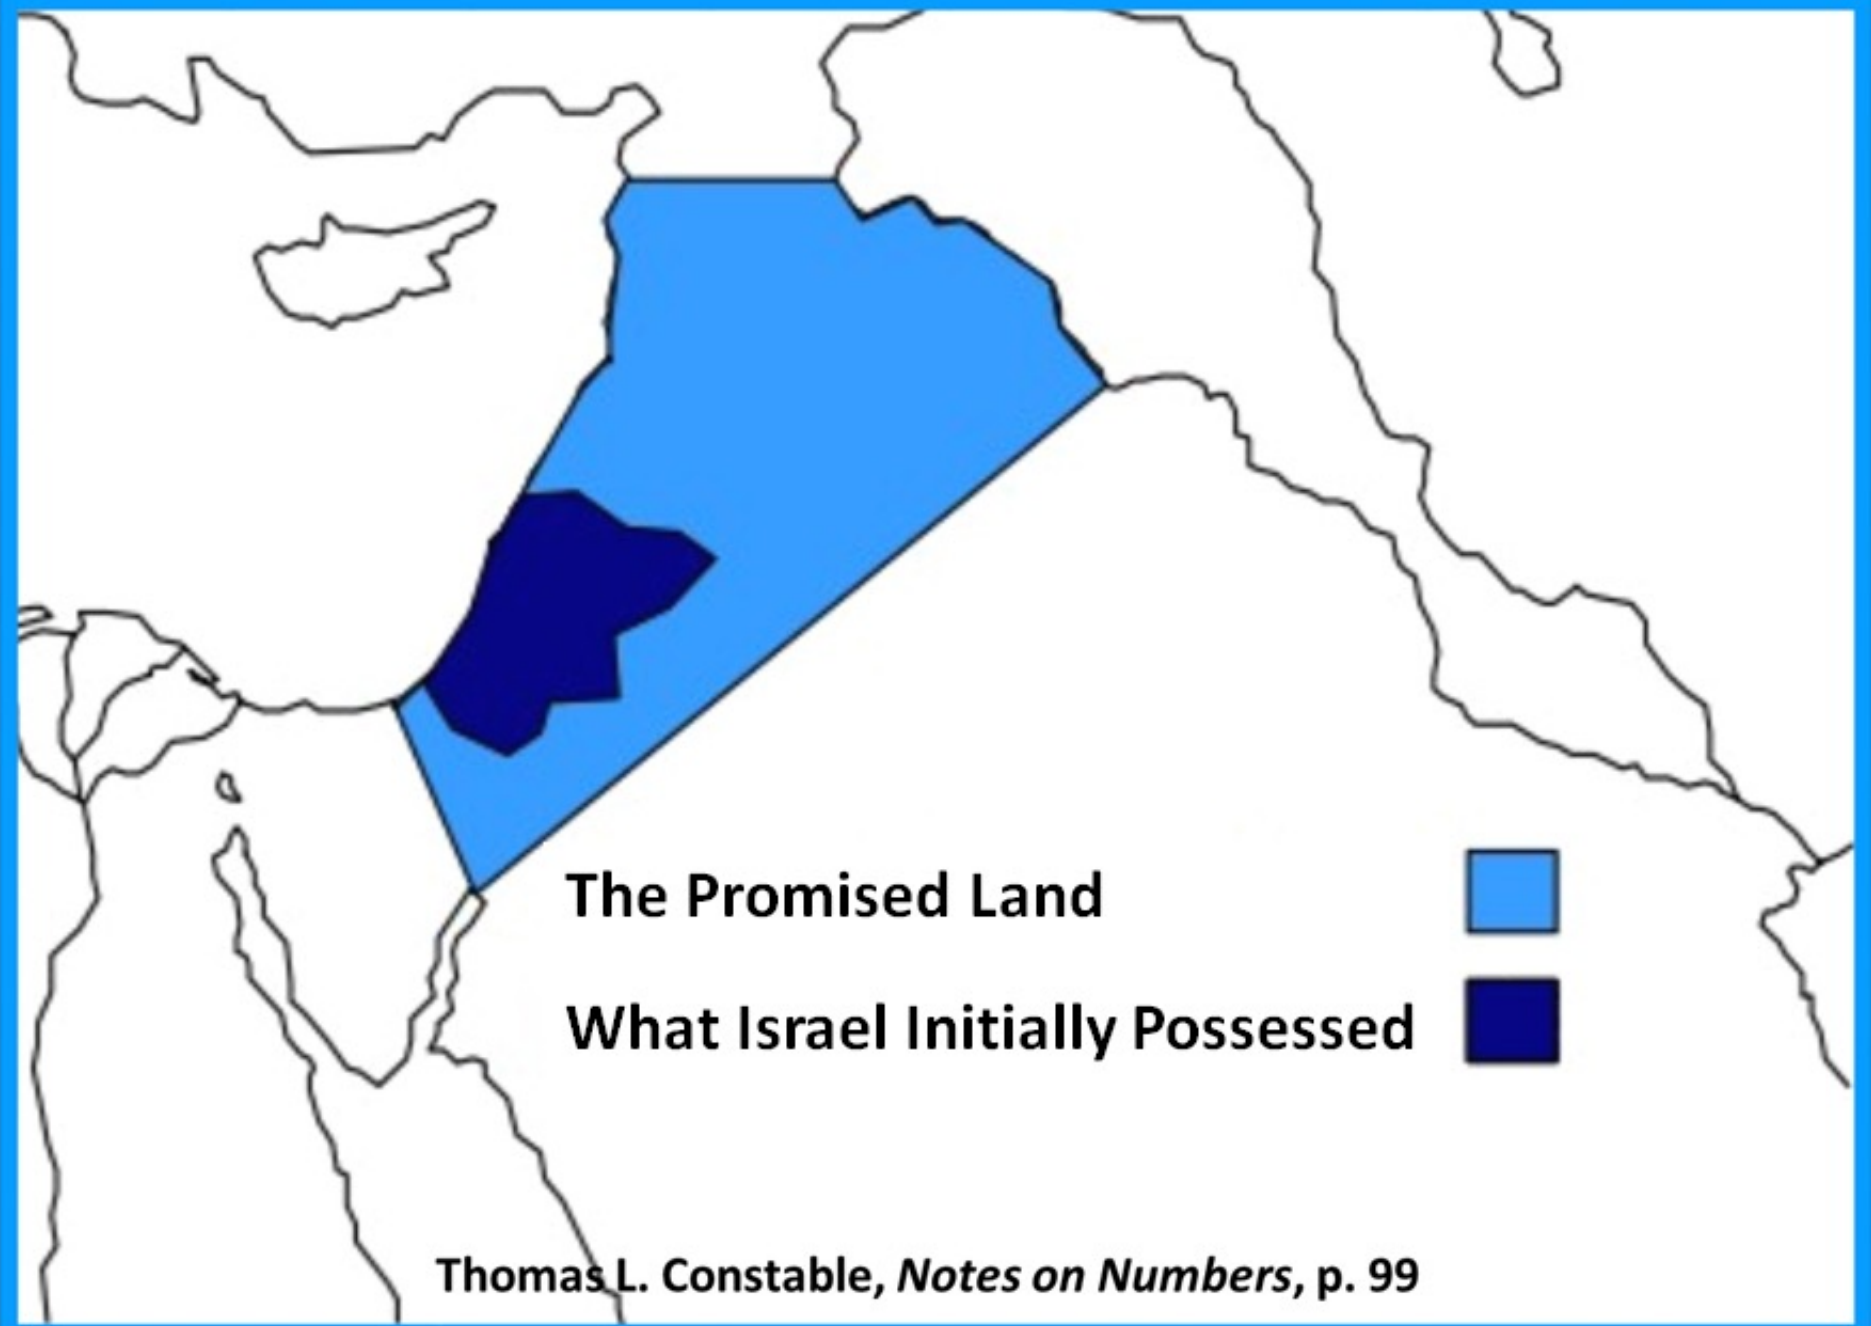 The Promised Land
What Israel Initially Possessed
Thomas L. Constable, Notes on Numbers, p. 99